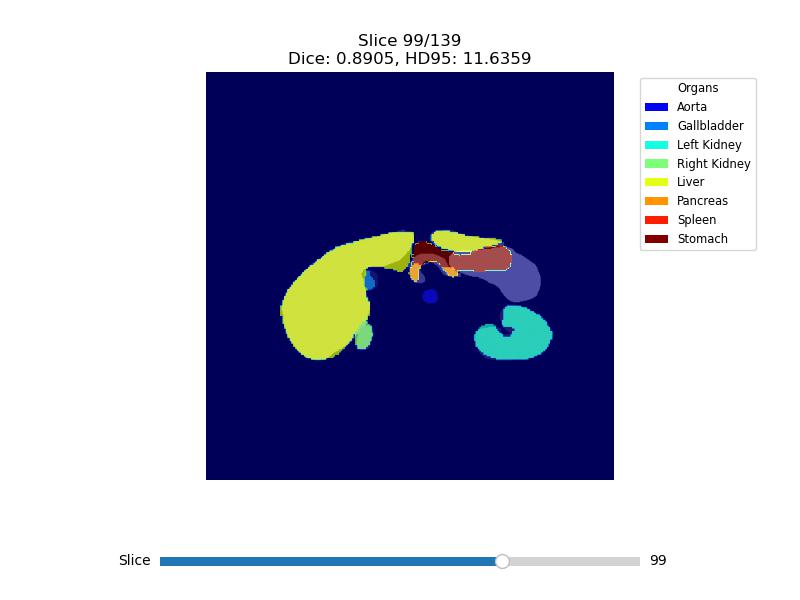 Slice 99/139
Dice: 0.8905, HD95: 11.6359
Organs
Aorta
Gallbladder
Left Kidney
Right Kidney
Liver
Pancreas
Spleen
Stomach
Slice 99